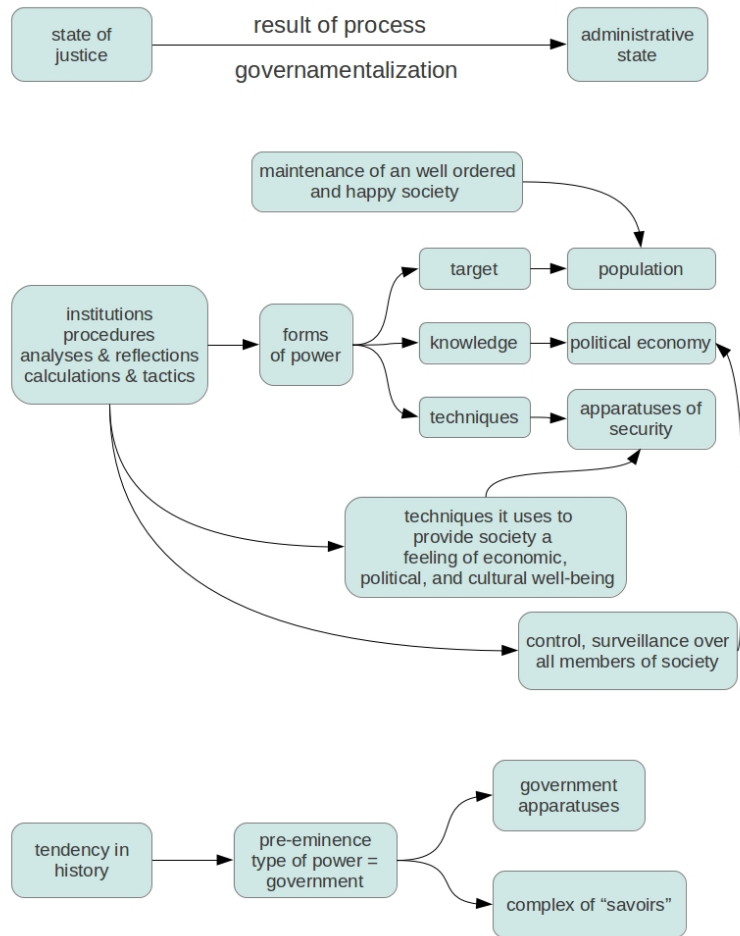 state of
justice
result of process
governamentalization
administrative
state
maintenance of an well ordered
and happy society
target
population
institutions
procedures
analyses & reflections
calculations & tactics
forms
of power
knowledge
political economy
techniques
apparatuses of
security
techniques it uses to
provide society a
feeling of economic,
political, and cultural well-being
control, surveillance over
all members of society
government
apparatuses
tendency in
history
pre-eminence
type of power =
government
complex of “savoirs”